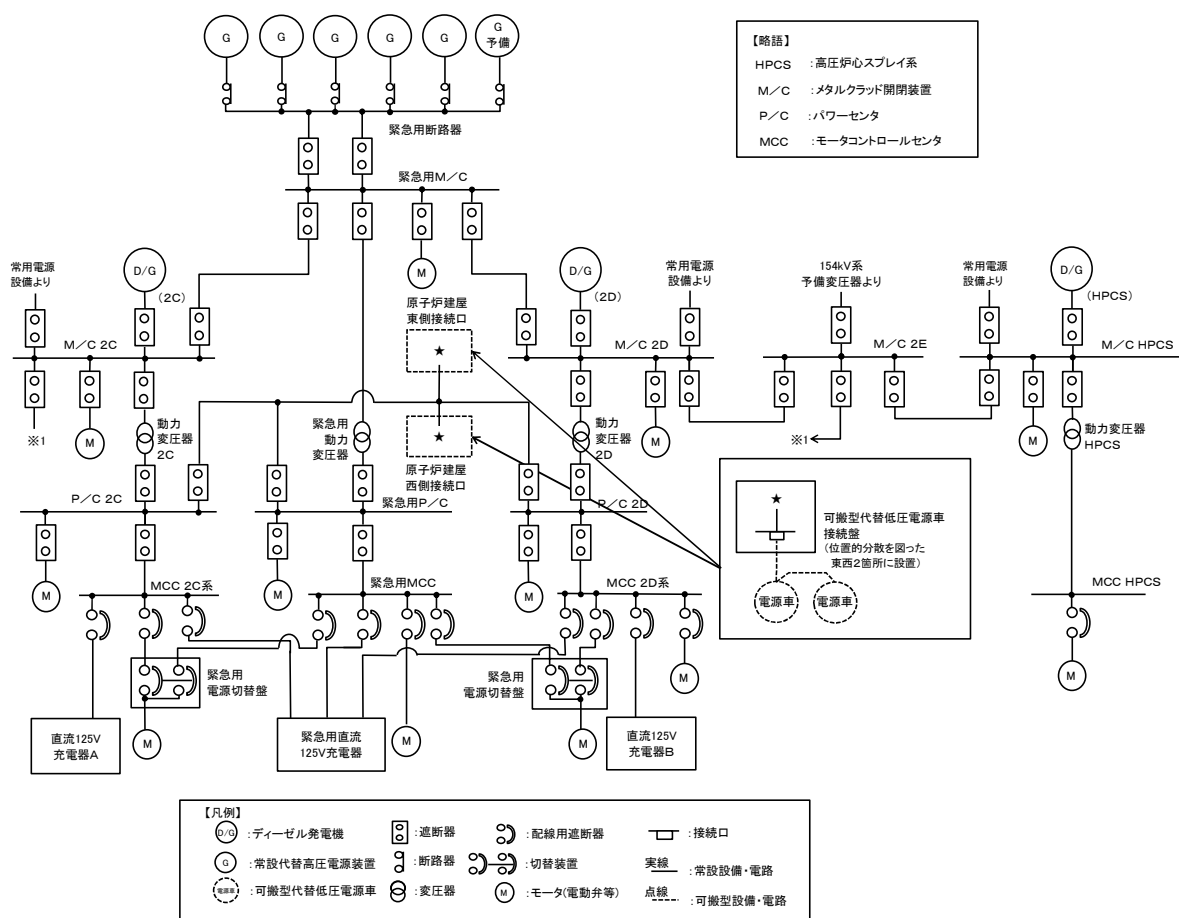 G
G
G
G
G
G
予備
緊急用断路器
緊急用M/C
【略語】
HPCS :高圧炉心スプレイ系
M/C :メタルクラッド開閉装置
P/C :パワーセンタ
MCC :モータコントロールセンタ
常用電源
設備より
D/G
(2C)
M
D/G
(2D)
常用電源
設備より
154kV系
予備変圧器より
常用電源
設備より
D/G
(HPCS)
原子炉建屋
東側接続口
★
M/C 2C
M/C 2D
M/C 2E
M/C HPCS
※1
M
動力
変圧器
2C
緊急用
動力
変圧器
★
原子炉建屋
西側接続口
動力
変圧器
2D
M
※1
M
動力変圧器
HPCS
P/C 2C
緊急用P/C
P/C 2D
★
可搬型代替低圧電源車
接続盤
(位置的分散を図った
東西2箇所に設置)
電源車
電源車
M
M
M
MCC 2C系
緊急用MCC
MCC 2D系
MCC HPCS
緊急用
電源切替盤
緊急用
電源切替盤
M
M
直流125V
充電器A
M
緊急用直流
125V充電器
M
M
直流125V
充電器B
【凡例】
D/G :ディーゼル発電機
:遮断器
:配線用遮断器
:接続口
G :常設代替高圧電源装置
:断路器
:切替装置
実線 :常設設備・電路
電源車 :可搬型代替低圧電源車
:変圧器
M :モータ(電動弁等)
点線 :可搬型設備・電路